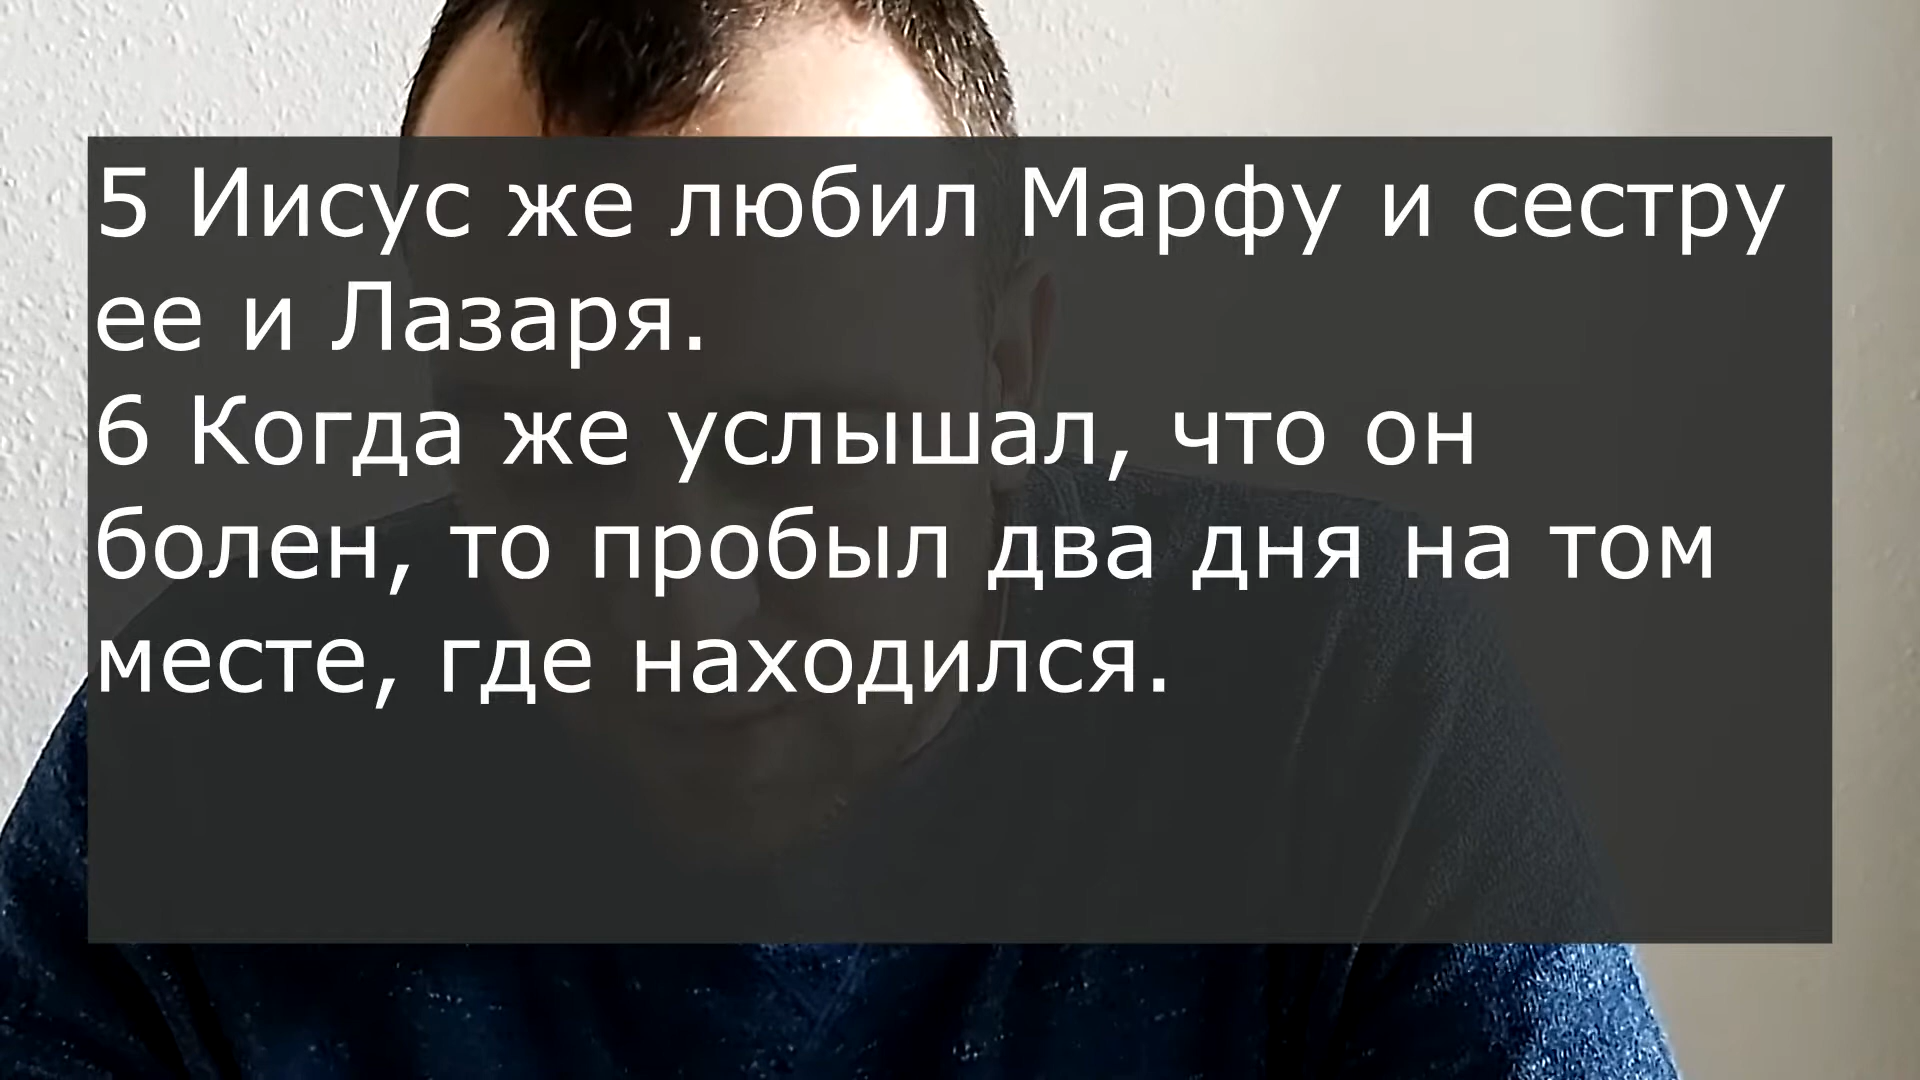 5 Иисус же любил Марфу и сестру
ее и Лазаря.
6 Когда же услышал, что он
болен, то пробыл два дня на том
месте, где находился.